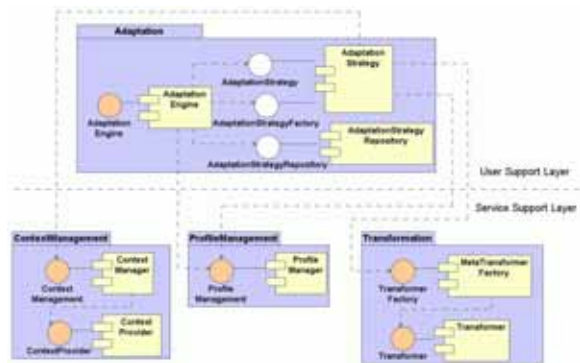 Adaptation
Adaptation
Strategy
AdaptationStrategy
Adaptation
Engine
Adaptation
Engine
AdaptationStrategyFactory
AdaptationStrategy
Repository
AdaptationStrategyRepository
User Support Layer
Service Support Layer
ContextManagement
Context
Manager
Context
Management
Context
Provider
ContextProvider
ProfileManagement
Profile
Manager
Profile
Management
Transformation
MetaTransformer
Factory
Transformer
Factory
Transformer
Transformer